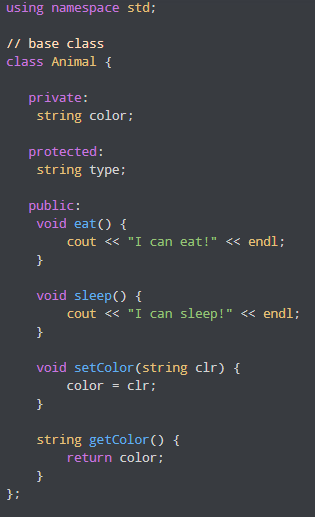 using namespace std;
// base class
class Animal {
private:
string color;
protected:
string type;
public:
void eat() {
cout << "I can eat!" << endl;
}
void sleep() {
cout << "I can sleep!" << endl;
}
void setColor(string clr) {
color = clr;
}
string getColor() {
return color;
}
};